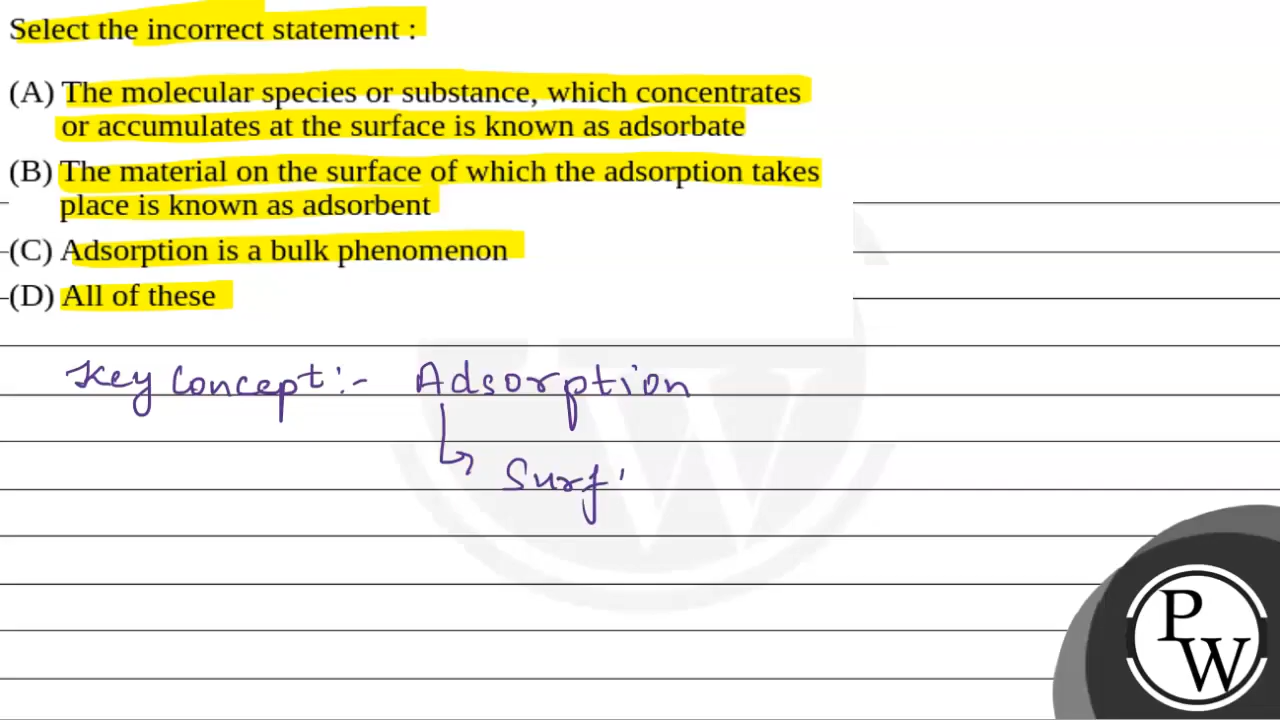 Select the incorrect statement :
(A) The molecular species or substance, which concentrates
or accumulates at the surface is known as adsorbate
(B) The material on the surface of which the adsorption takes
place is known as adsorbent
(C) Adsorption is a bulk phenomenon
(D) All of these
Key Concept :- Adsorption
↳ Surf
P
W